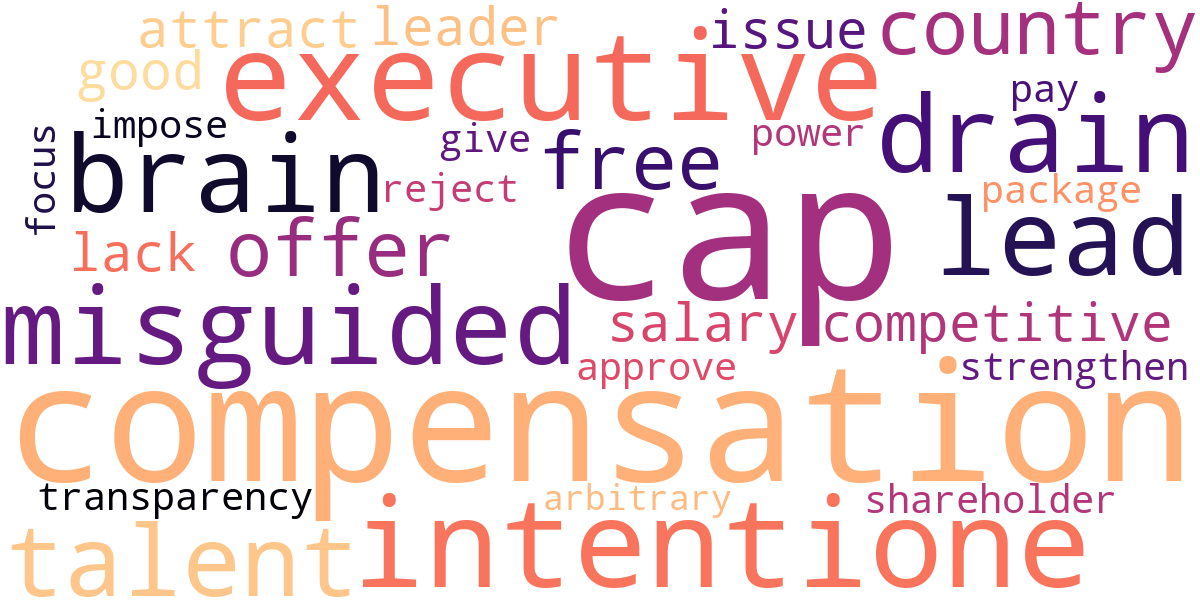 attract leader issue country
good executive
impose give power pay drain
focus brain free
reject cap package
lack offer lead
misguided salary competitive
approve strengthen
compensation
transparency arbitrary shareholder
talent intentione